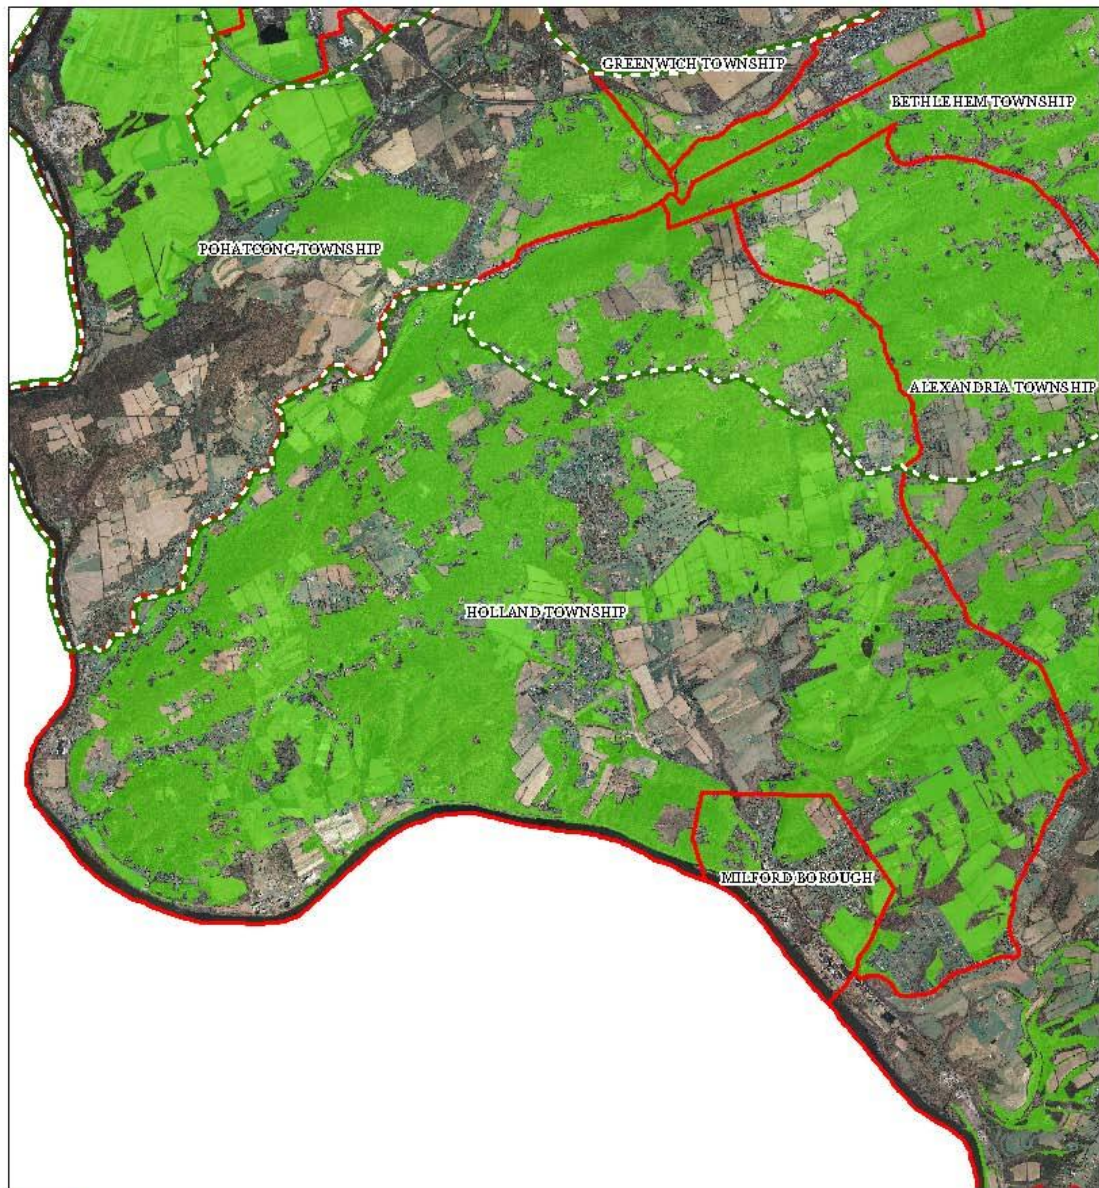 GREENWICH TOWNSHIP
BETHLEHEM TOWNSHIP
POHATCONG TOWNSHIP
ALEXANDRIA TOWNSHIP
HOLLAND TOWNSHIP
MILFORD BOROUGH